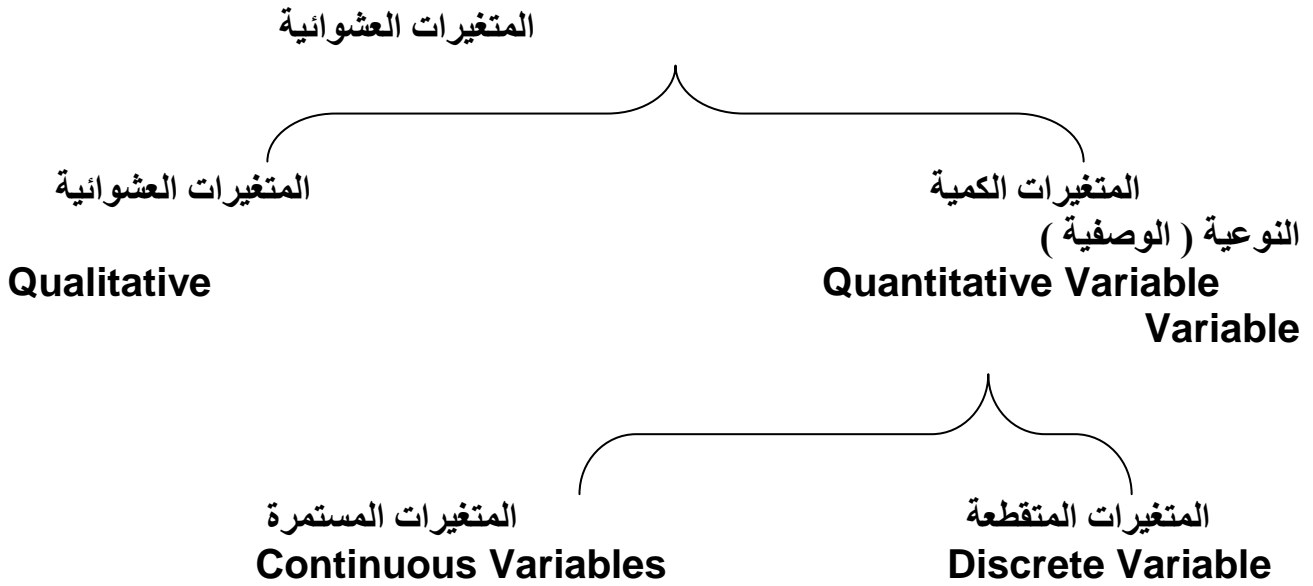 المتغيرات العشوائية
المتغيرات الكمية المتغيرات العشوائية
النوعية ( الوصفية )
Qualitative Quantitative Variable
Variable
المتغيرات المتقطعة المتغيرات المستمرة
Continuous Variables Discrete Variable